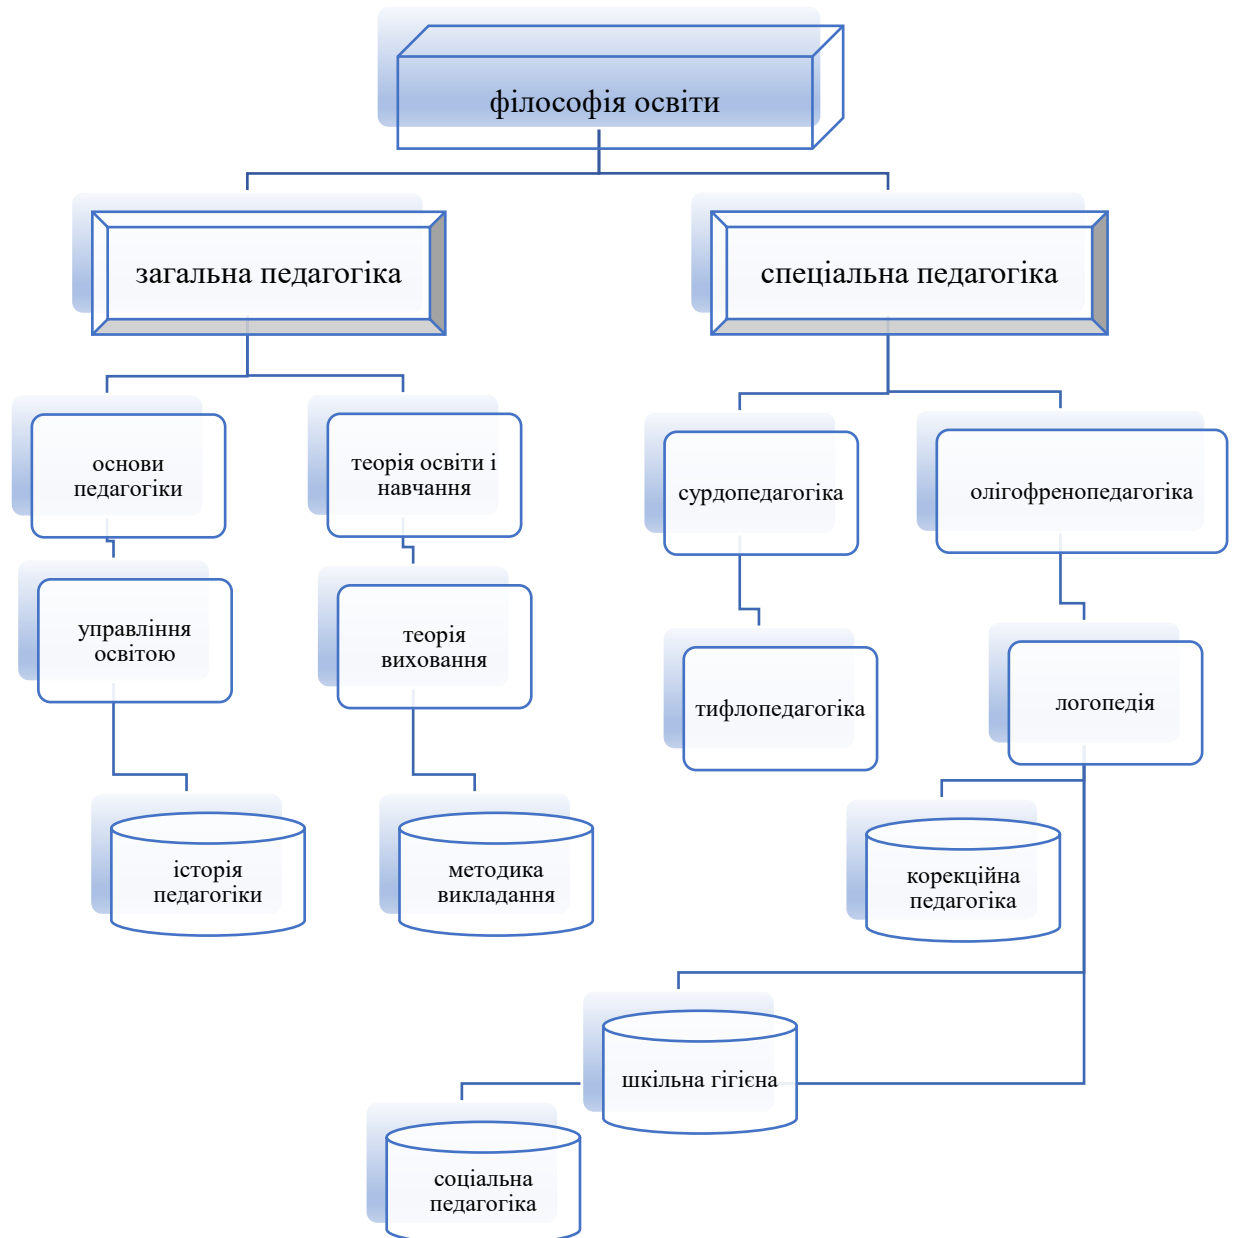 філософія освіти
загальна педагогіка
спеціальна педагогіка
основи
педагогіки
теорія освіти і
навчання
сурдопедагогіка
олігофренопедагогіка
управління
освітою
теорія
виховання
тифлопедагогіка
логопедія
історія
педагогіки
методика
викладання
корекційна
педагогіка
шкільна гігієна
соціальна
педагогіка